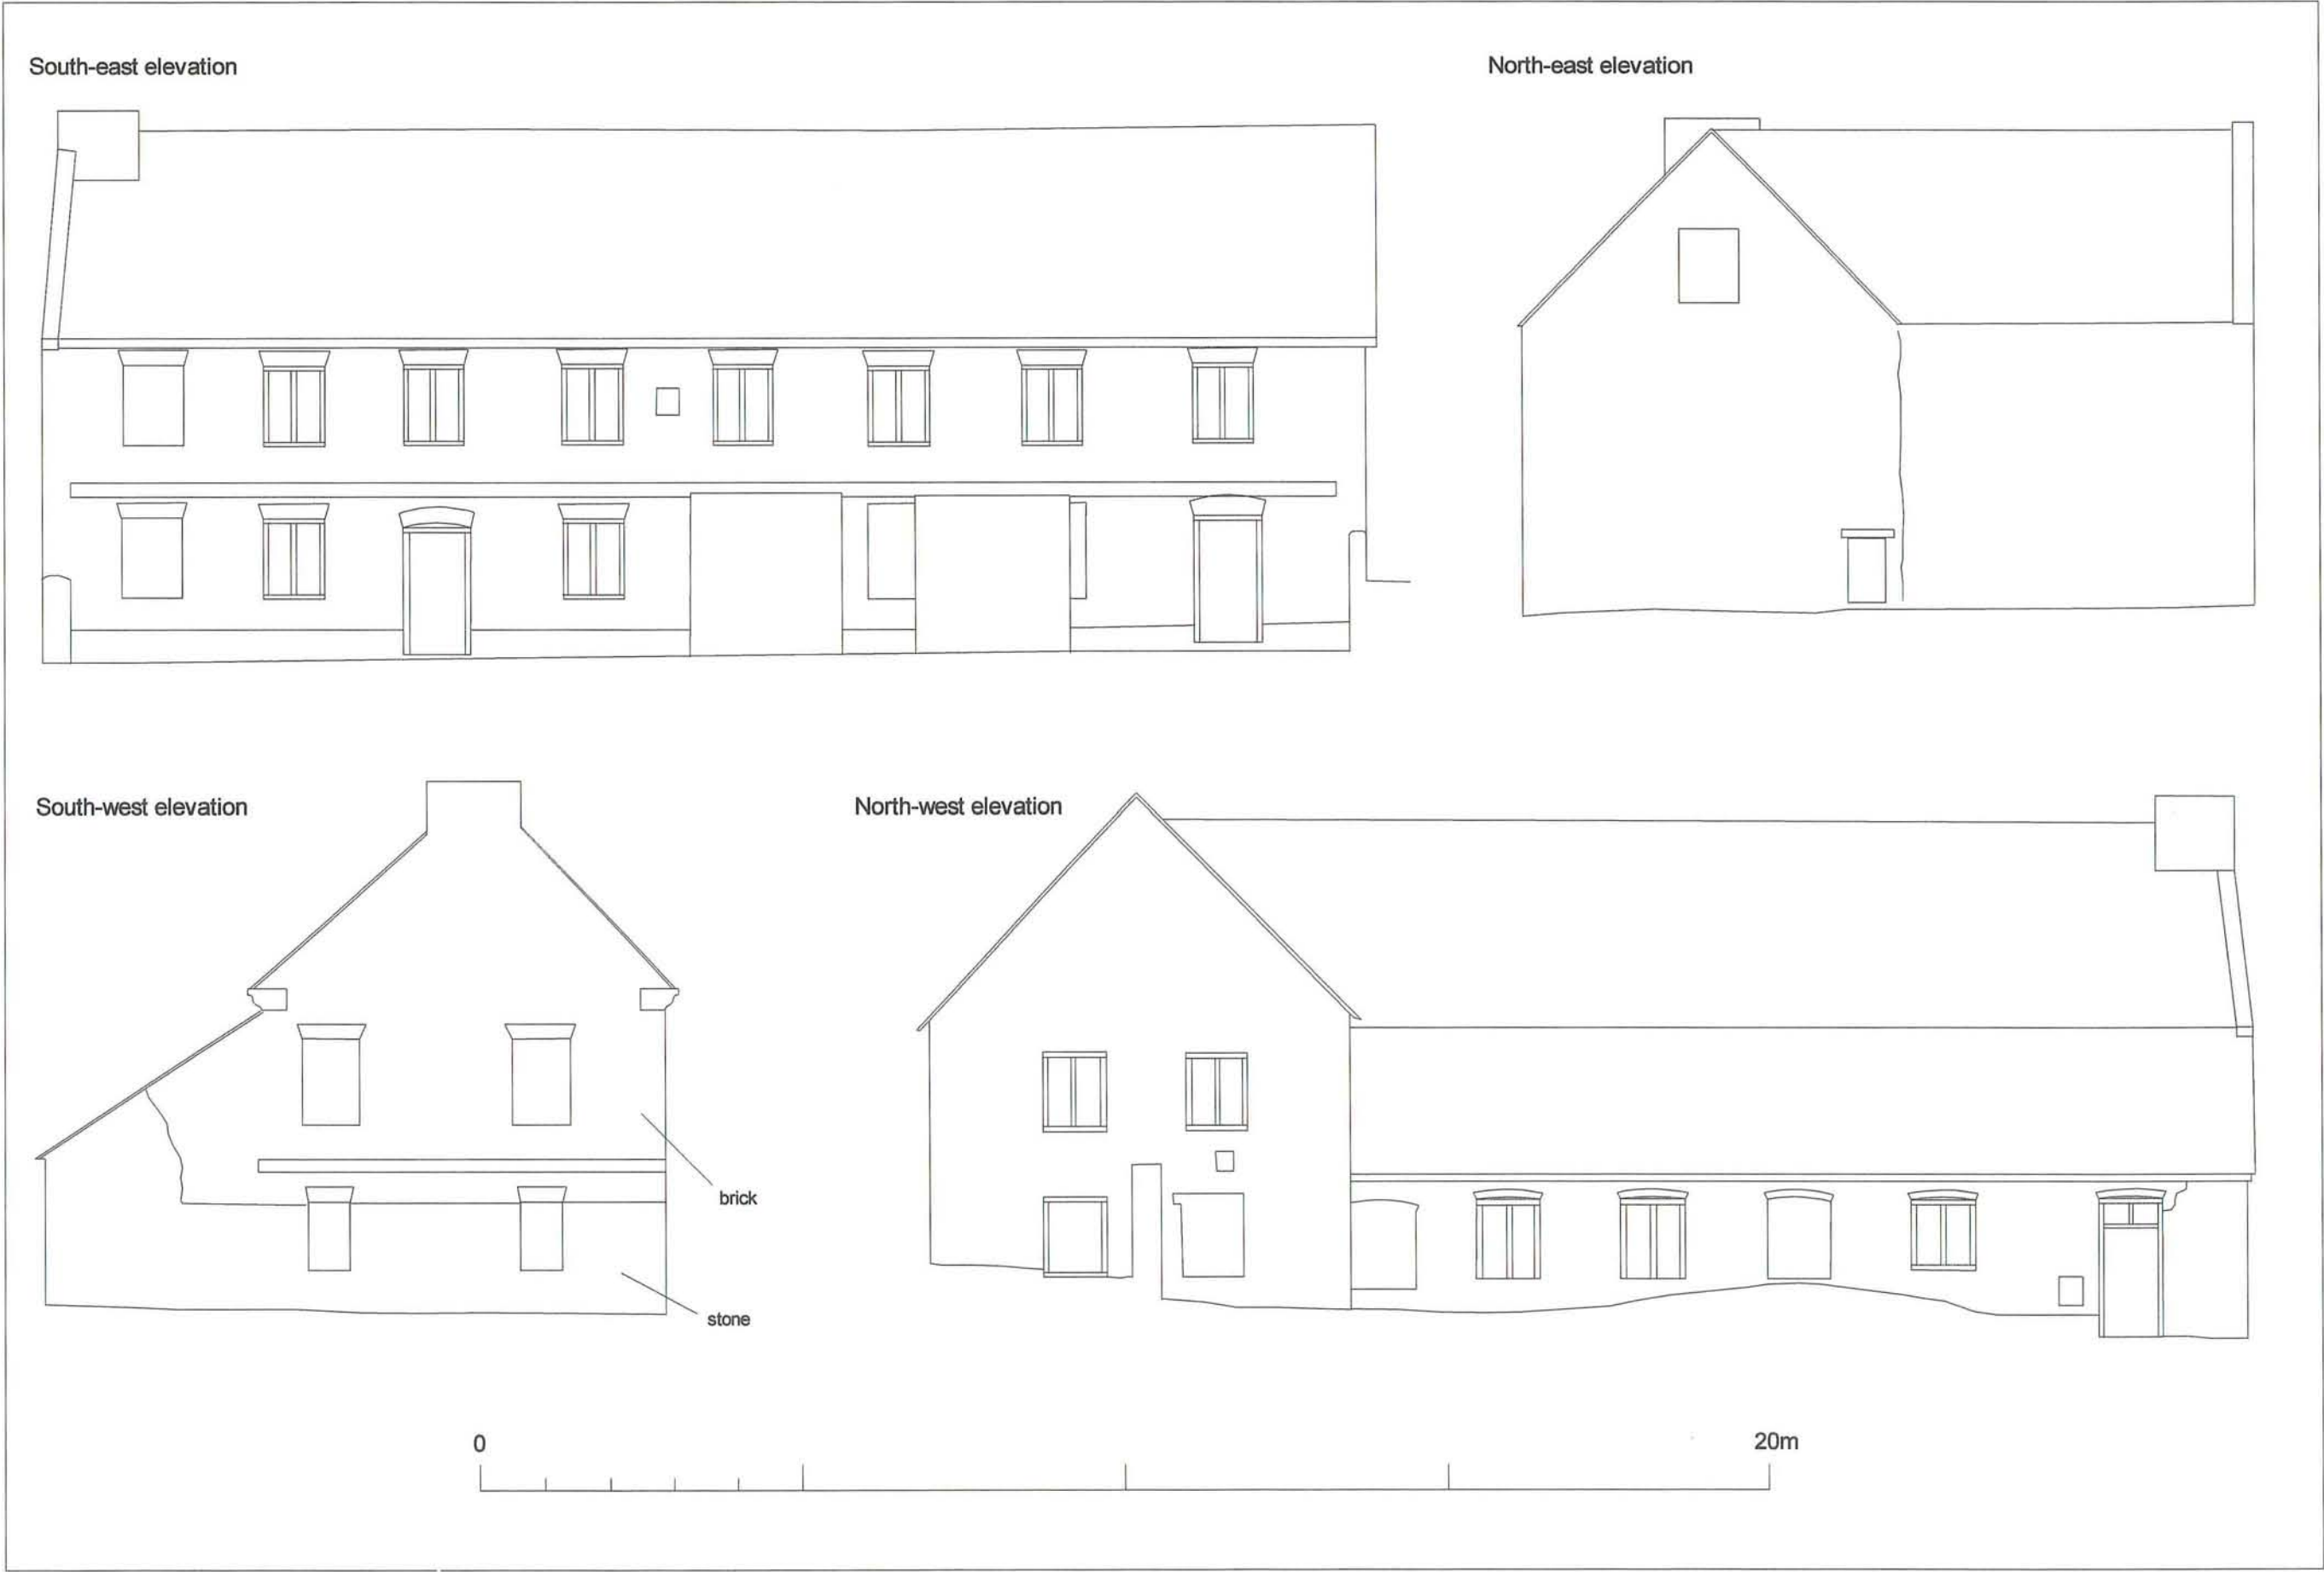 South-east elevation
North-east elevation
South-west elevation
North-west elevation
brick
stone
0
20m